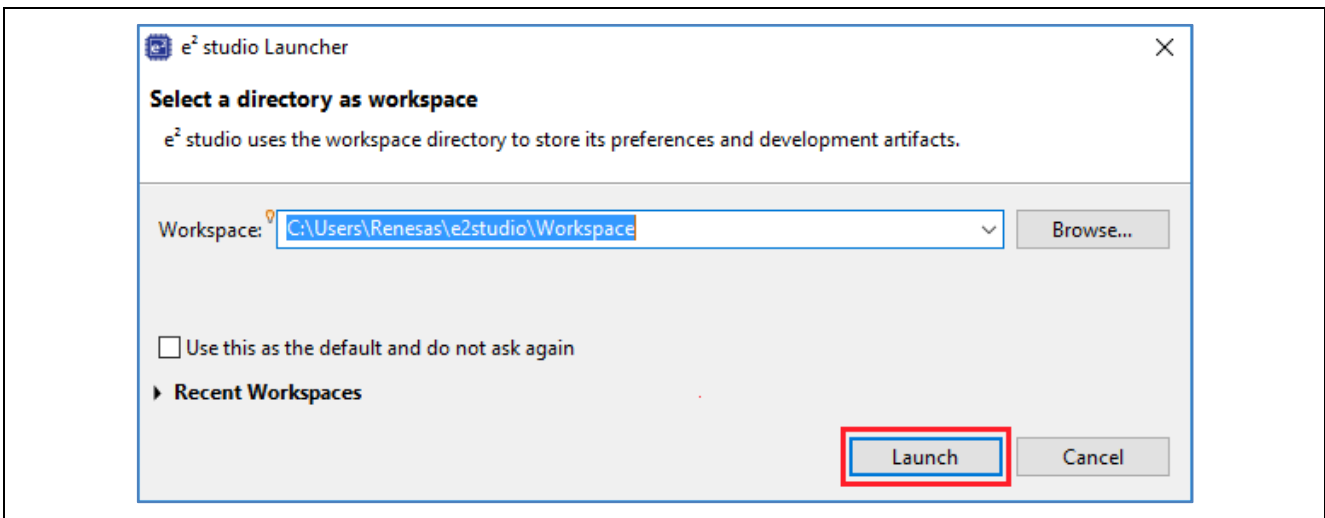 e² studio Launcher
Select a directory as workspace
e² studio uses the workspace directory to store its preferences and development artifacts.
Workspace: C:\Users\Renesas\e2studio\Workspace Browse...
Use this as the default and do not ask again
Recent Workspaces
Launch Cancel